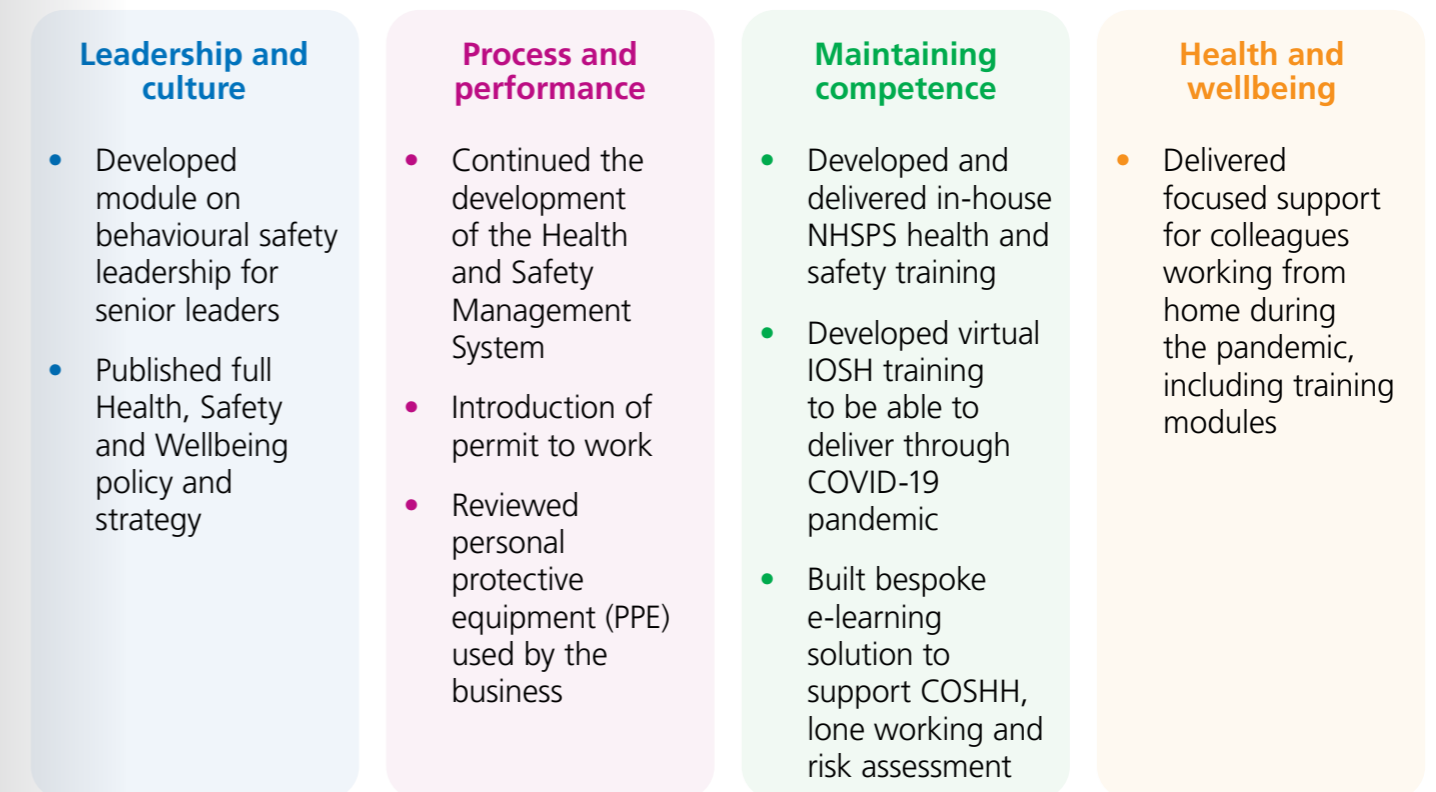 Leadership and
culture
• Developed
module on
behavioural safety
leadership for
senior leaders
• Published full
Health, Safety
and Wellbeing
policy and
strategy
Process and
performance
• Continued the
development
of the Health
and Safety
Management
System
• Introduction of
permit to work
• Reviewed
personal
protective
equipment (PPE)
used by the
business
Maintaining
competence
• Developed and
delivered in-house
NHSPS health and
safety training
• Developed virtual
IOSH training
to be able to
deliver through
COVID-19
pandemic
• Built bespoke
e-learning
solution to
support COSHH,
lone working and
risk assessment
Health and
wellbeing
• Delivered
focused support
for colleagues
working from
home during
the pandemic,
including training
modules